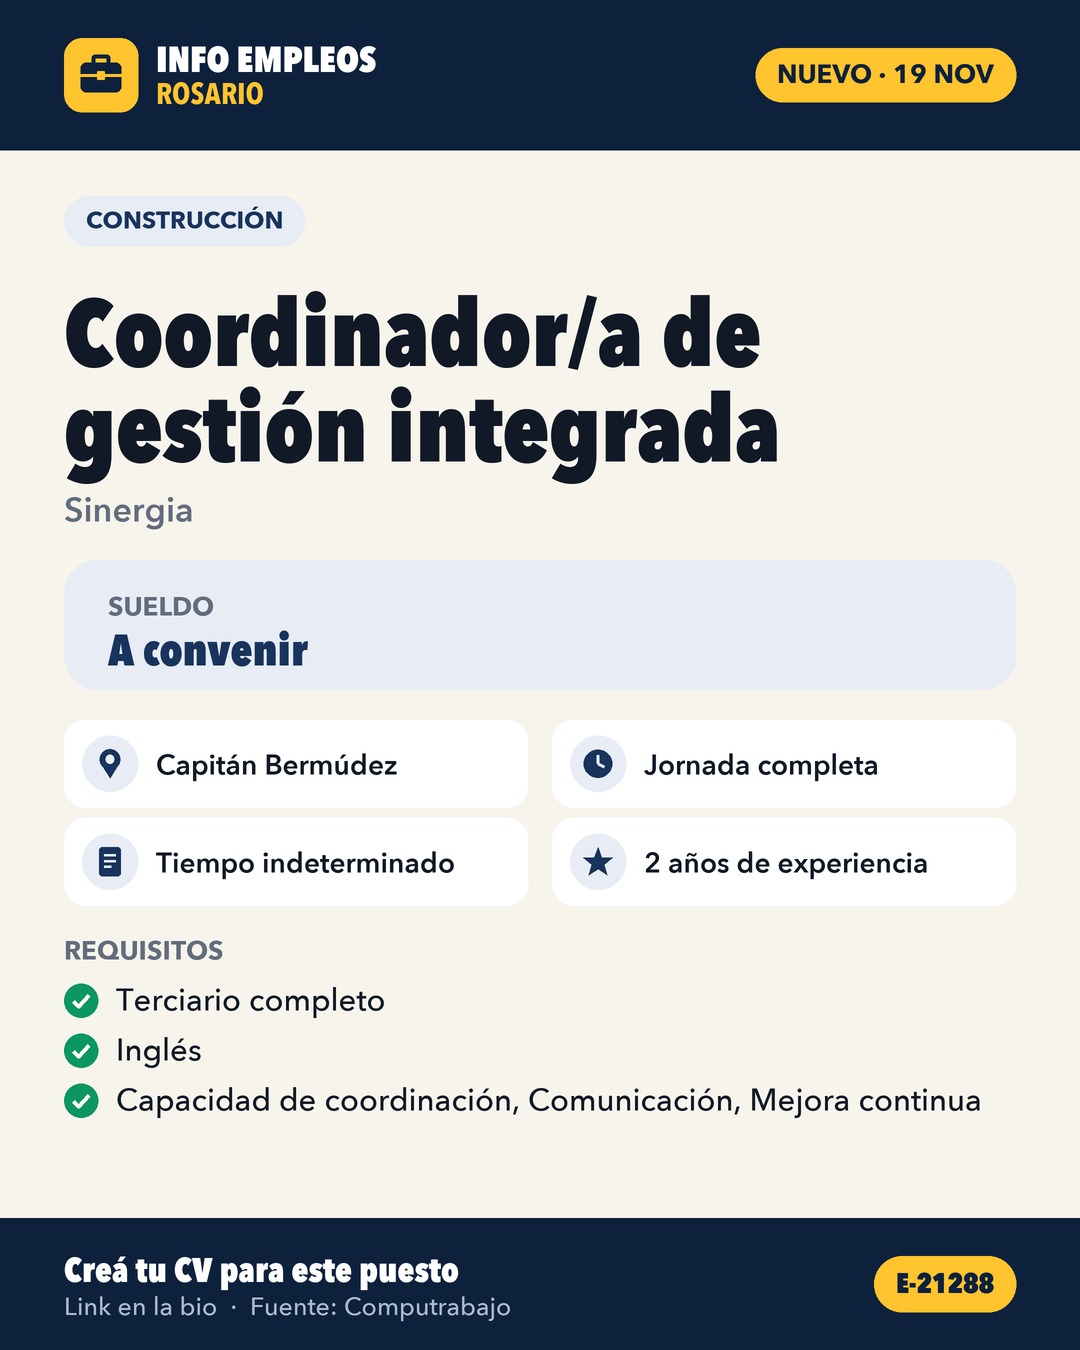 INFO EMPLEOS
ROSARIO
NUEVO · 19 NOV
CONSTRUCCIÓN
Coordinador/a de
gestión integrada
Sinergia
SUELDO
A convenir
Capitán Bermúdez
Jornada completa
Tiempo indeterminado
2 años de experiencia
REQUISITOS
Terciario completo
Inglés
Capacidad de coordinación, Comunicación, Mejora continua
Creá tu CV para este puesto
Link en la bio · Fuente: Computrabajo
E-21288